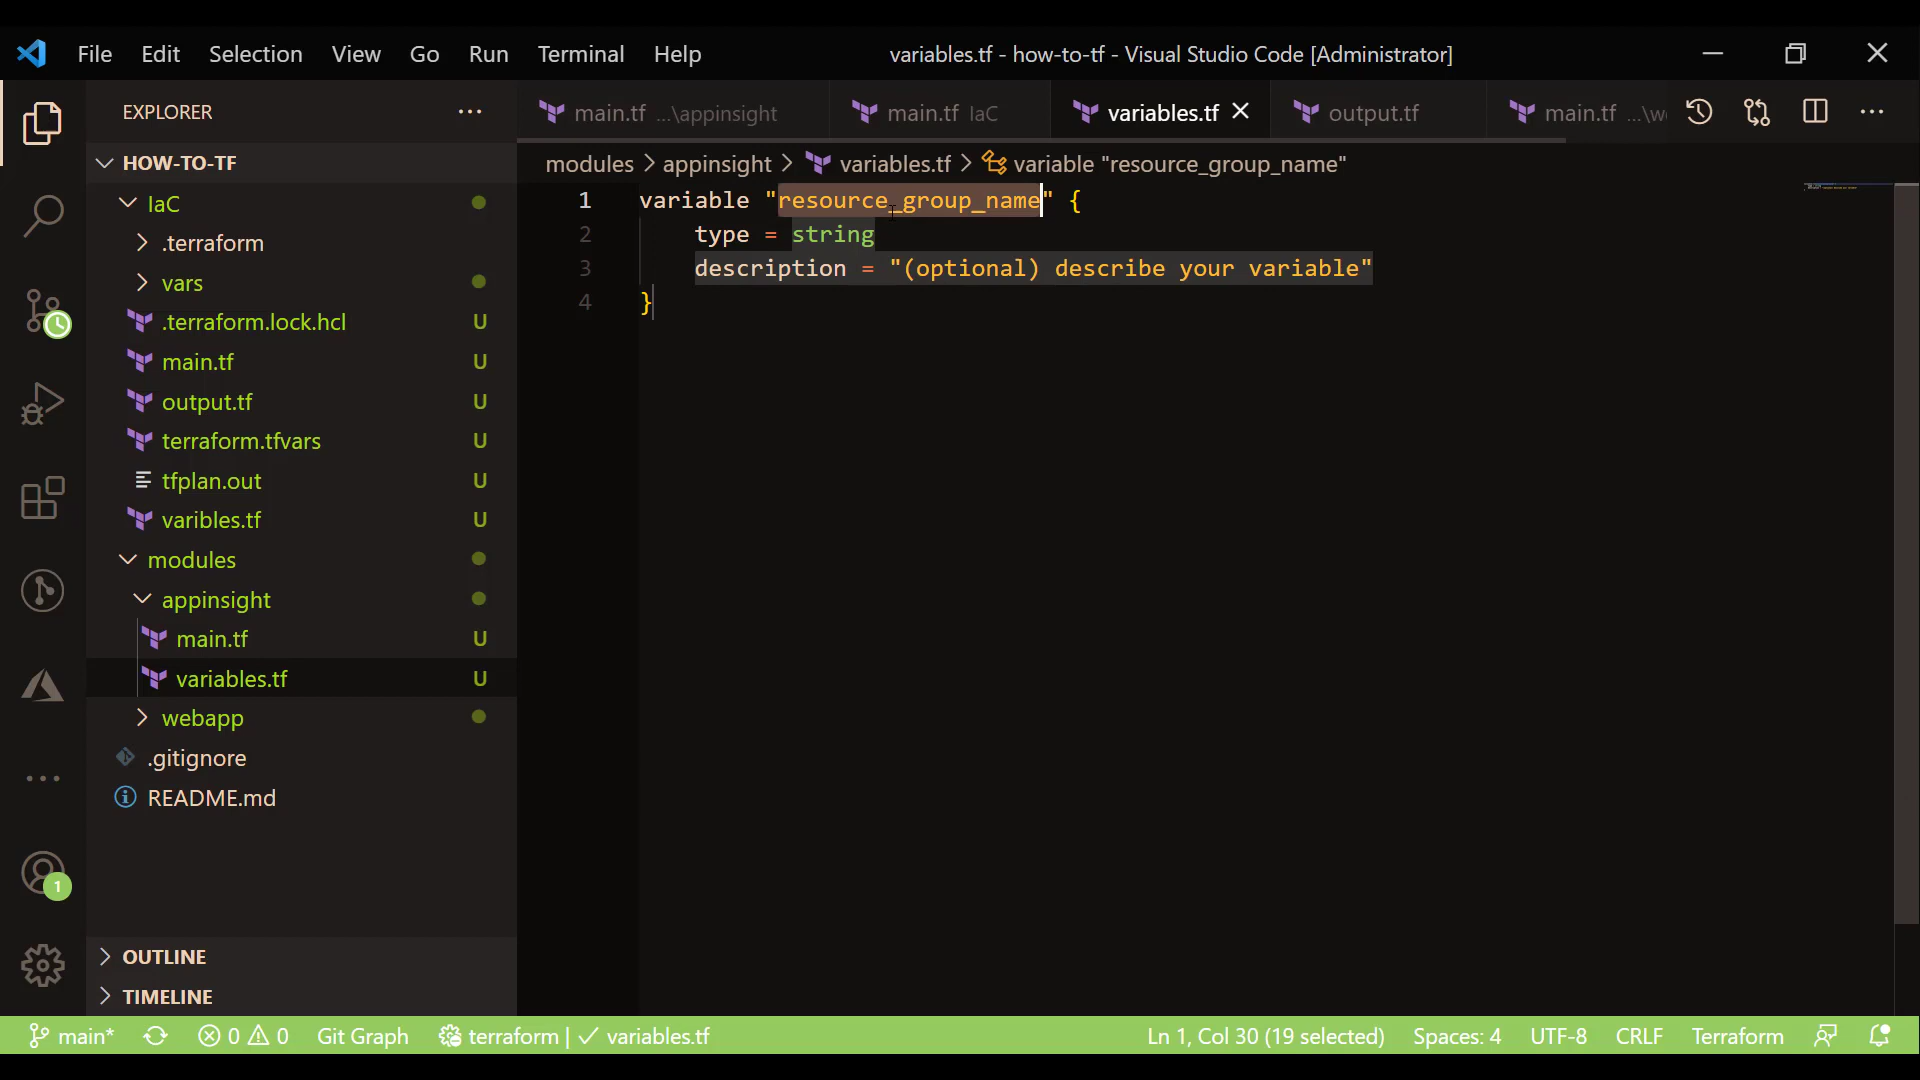 File Edit Selection View Go Run Terminal Help variables.tf - how-to-tf - Visual Studio Code [Administrator]
EXPLORER
main.tf ...\appinsight main.tf IaC variables.tf output.tf main.tf ...\we
HOW-TO-TF
modules > appinsight > variables.tf > variable "resource_group_name"
IaC
.terraform
vars
.terraform.lock.hcl U
main.tf U
output.tf U
terraform.tfvars U
tfplan.out U
varibles.tf U
modules
appinsight
main.tf U
variables.tf U
webapp
.gitignore
README.md
1
OUTLINE
TIMELINE
1 variable "resource_group_name" {
2 type = string
3 description = "(optional) describe your variable"
4 }
main* 0 0 Git Graph terraform | ✓ variables.tf Ln 1, Col 30 (19 selected) Spaces: 4 UTF-8 CRLF Terraform